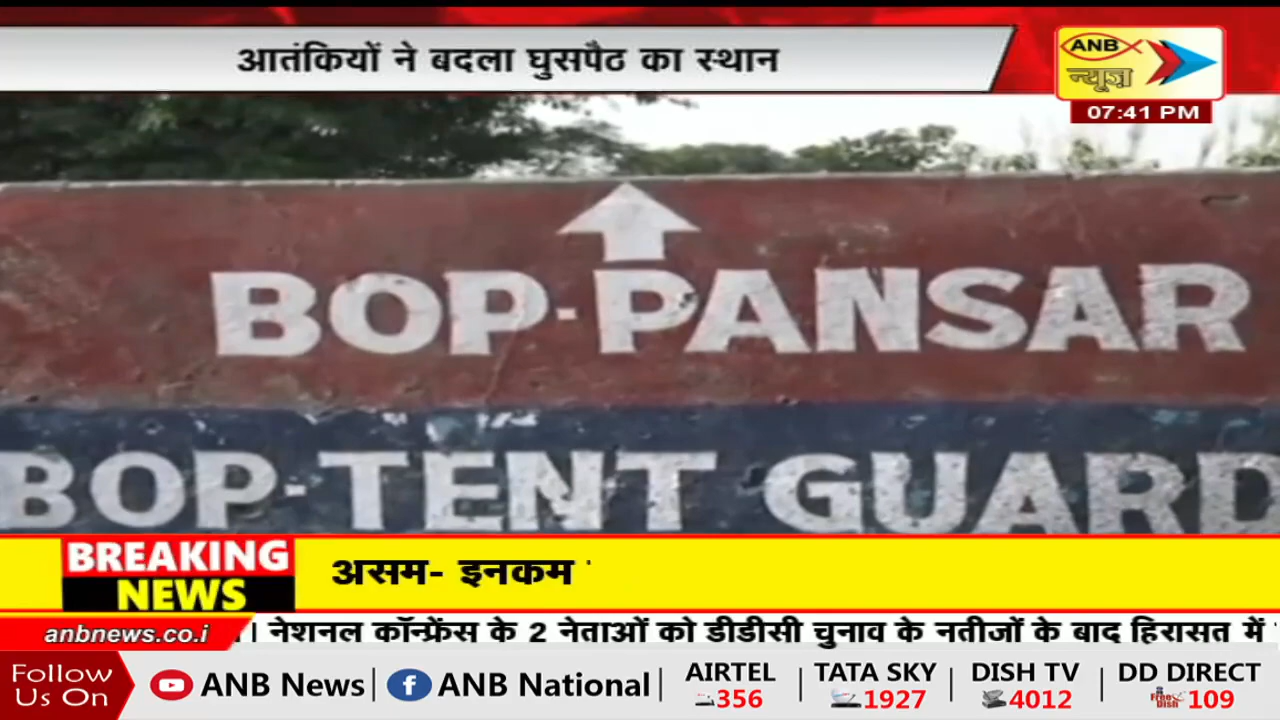 आतंकियों ने बदला घुसपैठ का स्थान
ANB
न्यूज़
07:41 PM
BOP-PANSAR
BOP-TENT GUARD
BREAKING
NEWS
असम- इनकम
anbnews.co.i
। नेशनल कॉन्फ्रेंस के 2 नेताओं को डीडीसी चुनाव के नतीजों के बाद हिरासत में
Follow
Us On
ANB News
ANB National
AIRTEL
356
TATA SKY
1927
DISH TV
4012
DD DIRECT
Free Dish
109